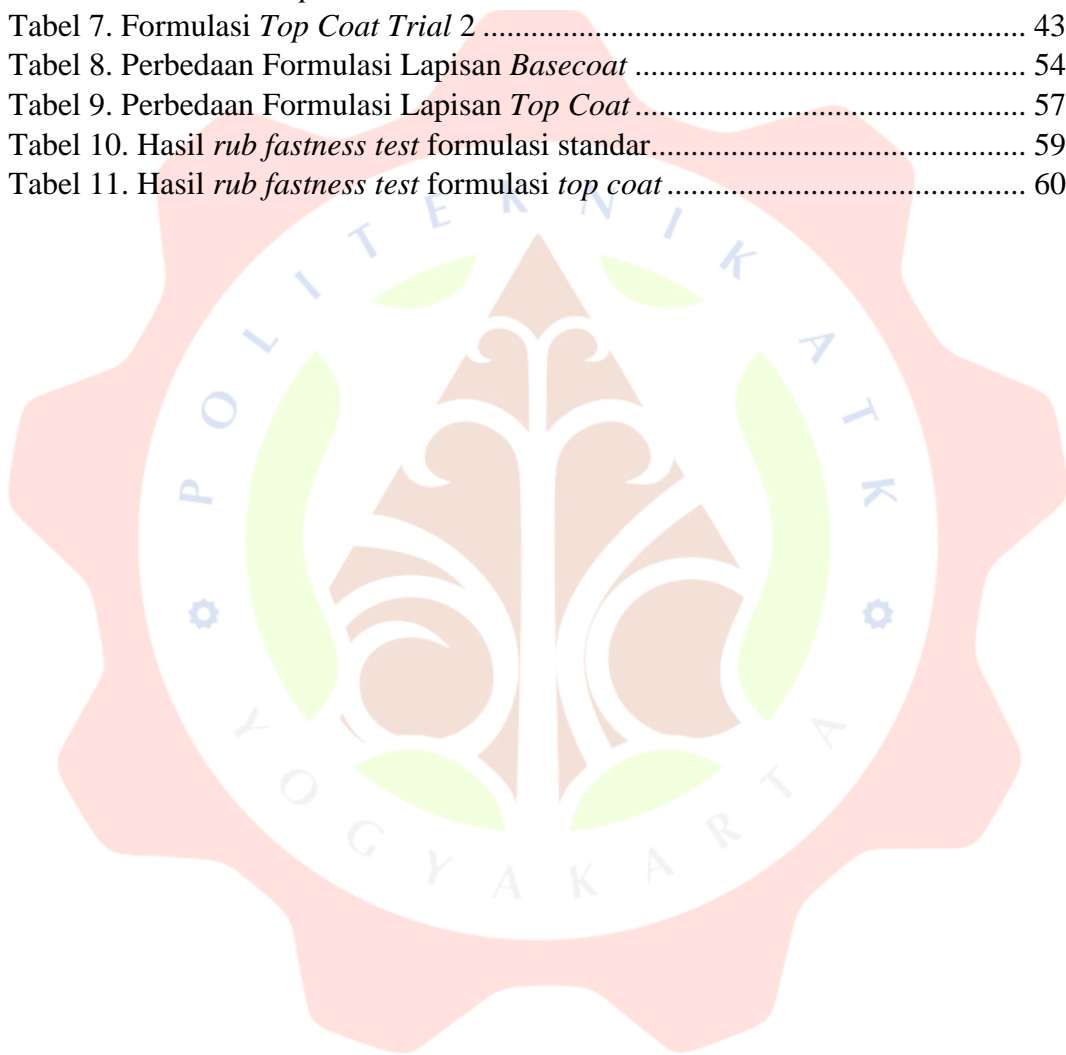 Tabel 7. Formulasi Top Coat Trial 2 ........................................................................ 43
Tabel 8. Perbedaan Formulasi Lapisan Basecoat .................................................... 54
Tabel 9. Perbedaan Formulasi Lapisan Top Coat .................................................... 57
Tabel 10. Hasil rub fastness test formulasi standar.................................................. 59
Tabel 11. Hasil rub fastness test formulasi top coat ................................................ 60
POLITEKNIK ATK
YOGYAKARTA